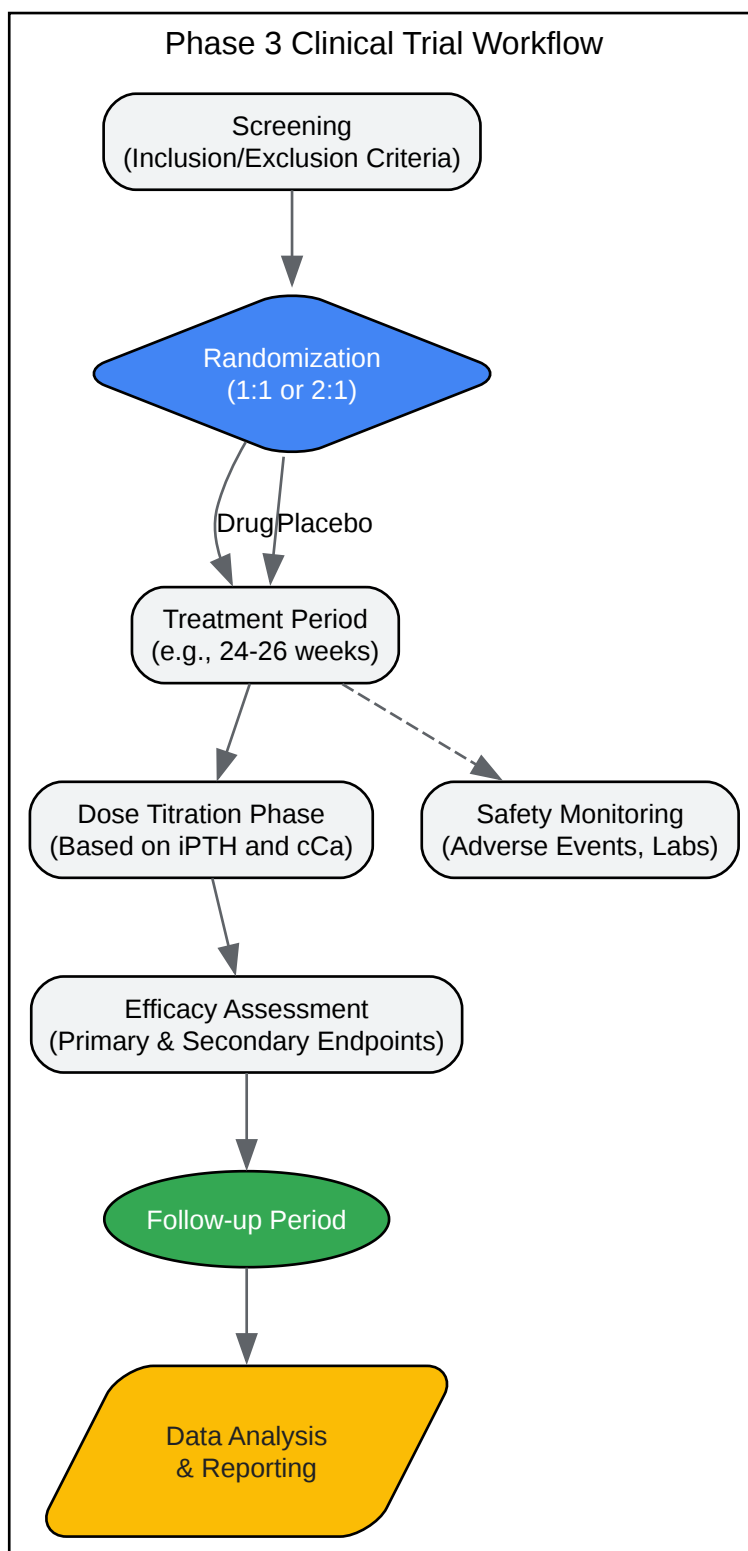 Phase 3 Clinical Trial Workflow
Screening
(Inclusion/Exclusion Criteria)
Randomization
(1:1 or 2:1)
Drug
Placebo
Treatment Period
(e.g., 24-26 weeks)
Dose Titration Phase
(Based on iPTH and cCa)
Safety Monitoring
(Adverse Events, Labs)
Efficacy Assessment
(Primary & Secondary Endpoints)
Follow-up Period
Data Analysis
& Reporting